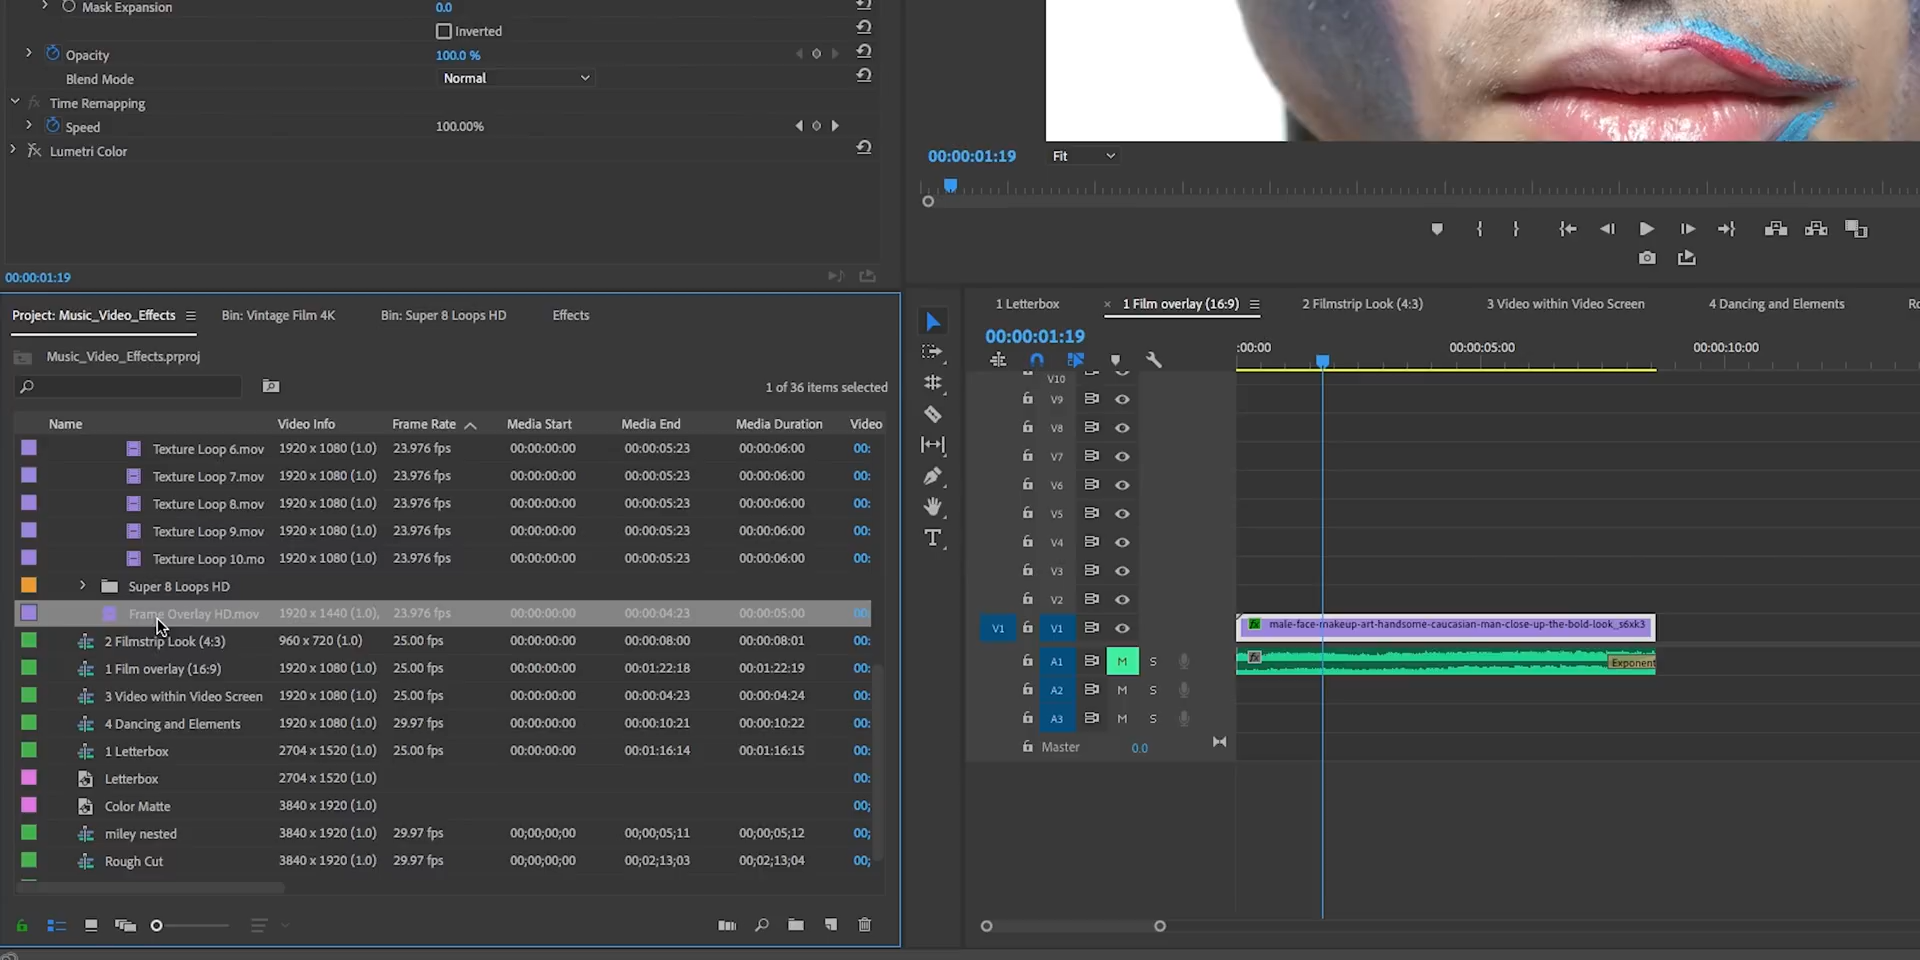 Mask Expansion 0.0
Inverted
Opacity 100.0 %
Blend Mode Normal
Time Remapping
Speed 100.00%
Lumetri Color
00:00:01:19
00:00:01:19 Fit
Project: Music_Video_Effects Bin: Vintage Film 4K Bin: Super 8 Loops HD Effects
Music_Video_Effects.prproj
1 of 36 items selected
Name Video Info Frame Rate Media Start Media End Media Duration Video
Texture Loop 6.mov 1920 x 1080 (1.0) 23.976 fps 00:00:00:00 00:00:05:23 00:00:06:00 00:
Texture Loop 7.mov 1920 x 1080 (1.0) 23.976 fps 00:00:00:00 00:00:05:23 00:00:06:00 00:
Texture Loop 8.mov 1920 x 1080 (1.0) 23.976 fps 00:00:00:00 00:00:05:23 00:00:06:00 00:
Texture Loop 9.mov 1920 x 1080 (1.0) 23.976 fps 00:00:00:00 00:00:05:23 00:00:06:00 00:
Texture Loop 10.mo 1920 x 1080 (1.0) 23.976 fps 00:00:00:00 00:00:05:23 00:00:06:00 00:
Super 8 Loops HD
Frame Overlay HD.mov 1920 x 1440 (1.0), 23.976 fps 00:00:00:00 00:00:04:23 00:00:05:00 00:
2 Filmstrip Look (4:3) 960 x 720 (1.0) 25.00 fps 00:00:00:00 00:00:08:00 00:00:08:01 00:
1 Film overlay (16:9) 1920 x 1080 (1.0) 25.00 fps 00:00:00:00 00:01:22:18 00:01:22:19 00:
3 Video within Video Screen 1920 x 1080 (1.0) 25.00 fps 00:00:00:00 00:00:04:23 00:00:04:24 00:
4 Dancing and Elements 1920 x 1080 (1.0) 29.97 fps 00:00:00:00 00:00:10:21 00:00:10:22 00:
1 Letterbox 2704 x 1520 (1.0) 25.00 fps 00:00:00:00 00:01:16:14 00:01:16:15 00:
Letterbox 2704 x 1520 (1.0) 00:
Color Matte 3840 x 1920 (1.0) 00;
miley nested 3840 x 1920 (1.0) 29.97 fps 00;00;00;00 00;00;05;11 00;00;05;12 00;
Rough Cut 3840 x 1920 (1.0) 29.97 fps 00;00;00;00 00;02;13;03 00;02;13;04 00;
1 Letterbox × 1 Film overlay (16:9) 2 Filmstrip Look (4:3) 3 Video within Video Screen 4 Dancing and Elements Ro
00:00:01:19
:00:00 00:00:05:00 00:00:10:00
V10
V9
V8
V7
V6
V5
V4
V3
V2
V1 V1 fx male-face-makeup-art-handsome-caucasian-man-close-up-the-bold-look_s6xk3
A1 M S fx Exponent
A2 M S
A3 M S
Master 0.0